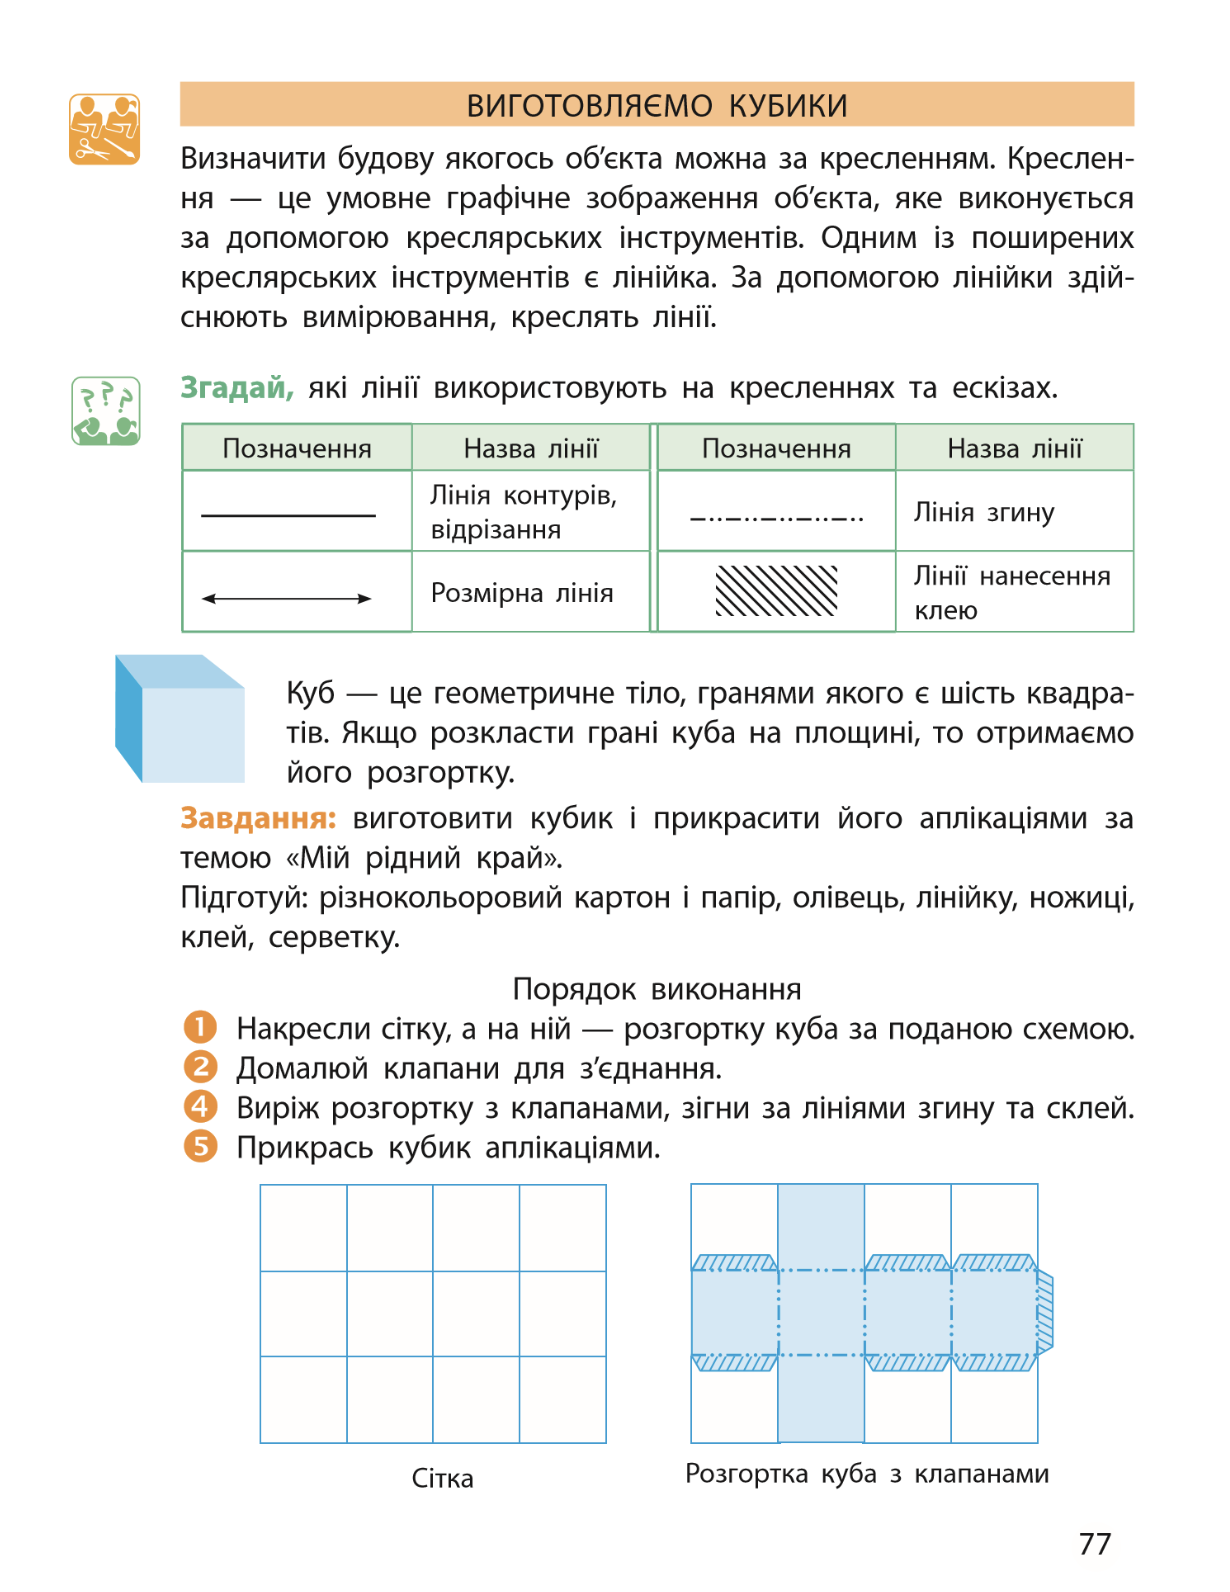 ВИГОТОВЛЯЄМО КУБИКИ
Визначити будову якогось об’єкта можна за кресленням. Креслен-
ня — це умовне графічне зображення об’єкта, яке виконується
за допомогою креслярських інструментів. Одним із поширених
креслярських інструментів є лінійка. За допомогою лінійки здій-
снюють вимірювання, креслять лінії.
???
Згадай, які лінії використовують на кресленнях та ескізах.
Позначення Назва лінії Позначення Назва лінії
Лінія контурів,
відрізання
Лінія згину
Розмірна лінія
Лінії нанесення
клею
Куб — це геометричне тіло, гранями якого є шість квадра-
тів. Якщо розкласти грані куба на площині, то отримаємо
його розгортку.
Завдання: виготовити кубик і прикрасити його аплікаціями за
темою «Мій рідний край».
Підготуй: різнокольоровий картон і папір, олівець, лінійку, ножиці,
клей, серветку.
Порядок виконання
1 Накресли сітку, а на ній — розгортку куба за поданою схемою.
2 Домалюй клапани для з’єднання.
4 Виріж розгортку з клапанами, зігни за лініями згину та склей.
5 Прикрась кубик аплікаціями.
Сітка
Розгортка куба з клапанами
77